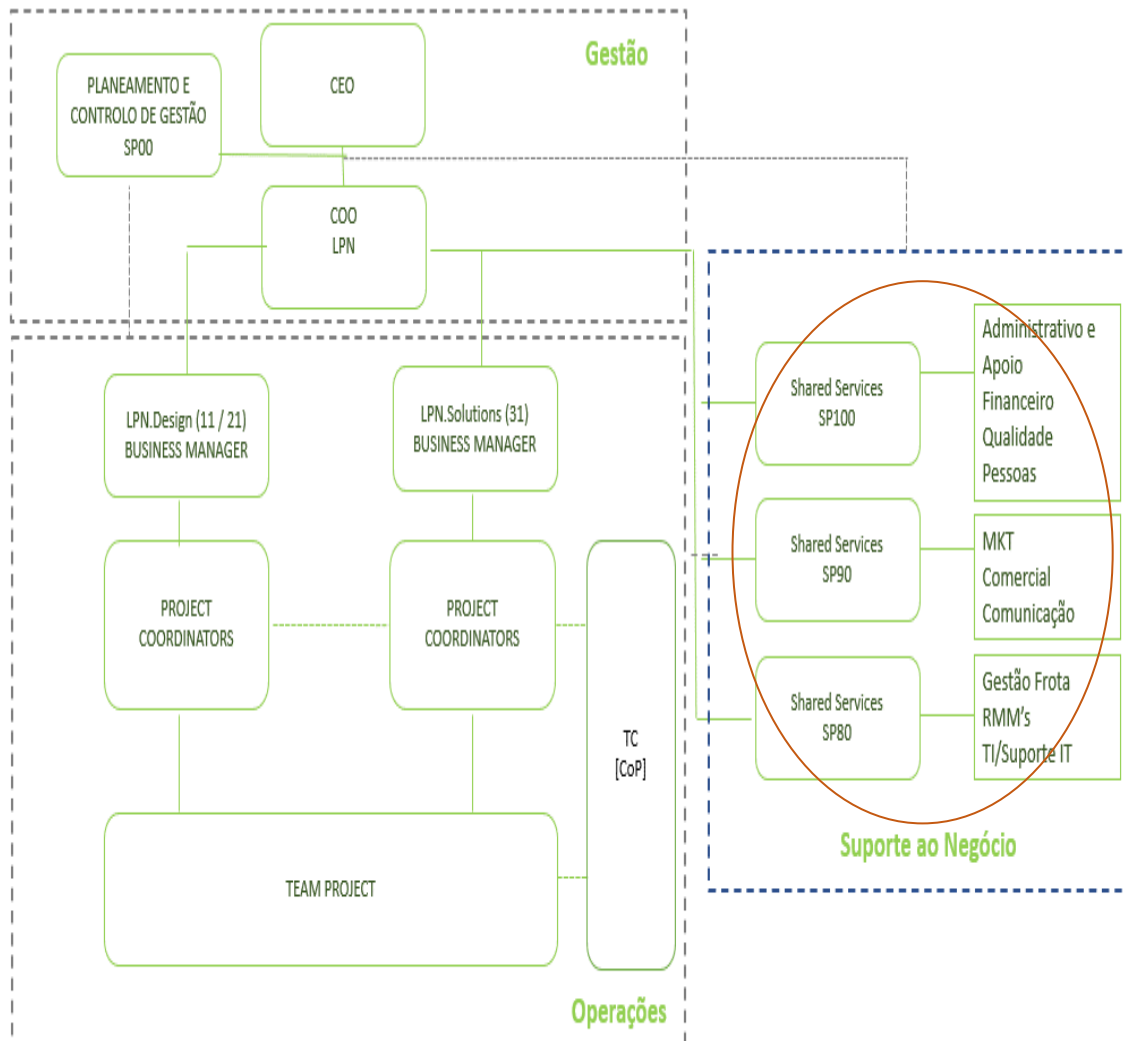 Gestão
PLANEAMENTO E
CONTROLO DE GESTÃO
SP00
CEO
COO
LPN
LPN.Design (11 / 21)
BUSINESS MANAGER
LPN.Solutions (31)
BUSINESS MANAGER
PROJECT
COORDINATORS
PROJECT
COORDINATORS
TC
[CoP]
TEAM PROJECT
Operações
Shared Services
SP100
Administrativo e
Apoio
Financeiro
Qualidade
Pessoas
Shared Services
SP90
MKT
Comercial
Comunicação
Shared Services
SP80
Gestão Frota
RMM's
TI/Suporte IT
Suporte ao Negócio